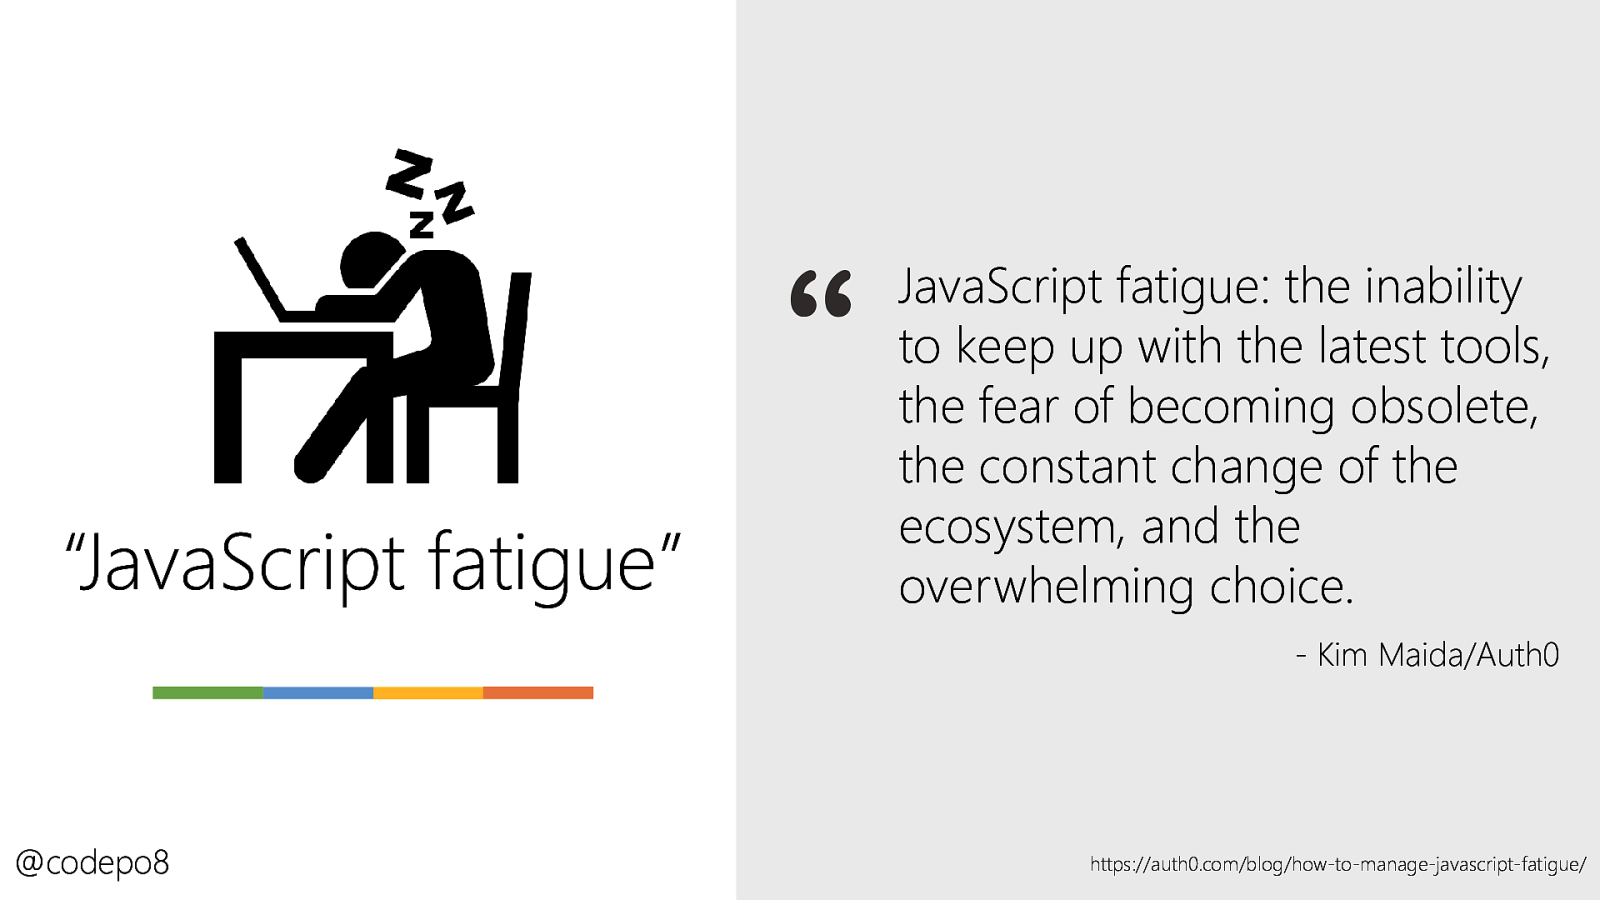 Z
Z
Z
“JavaScript fatigue”
@codepo8
“
JavaScript fatigue: the inability
to keep up with the latest tools,
the fear of becoming obsolete,
the constant change of the
ecosystem, and the
overwhelming choice.
- Kim Maida/Auth0
https://auth0.com/blog/how-to-manage-javascript-fatigue/